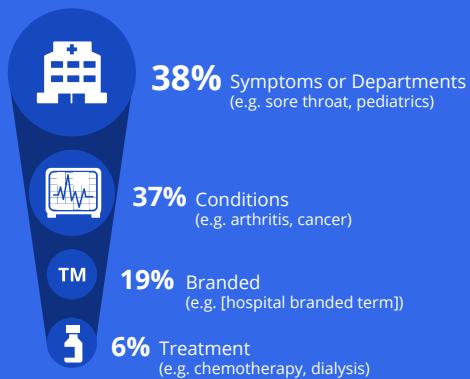 38% Symptoms or Departments
(e.g. sore throat, pediatrics)
37% Conditions
(e.g. arthritis, cancer)
TM
19% Branded
(e.g. [hospital branded term])
6% Treatment
(e.g. chemotherapy, dialysis)